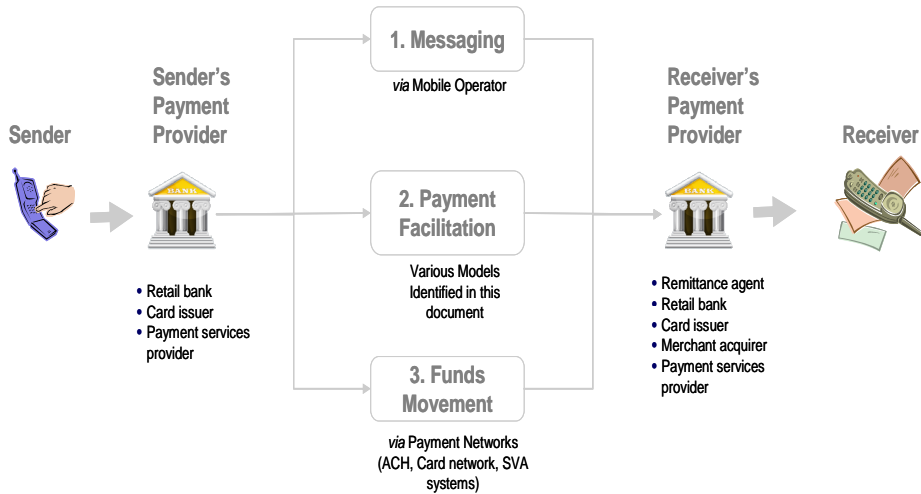 Sender
Sender's
Payment
Provider
BANK
• Retail bank
• Card issuer
• Payment services
provider
1. Messaging
via Mobile Operator
2. Payment
Facilitation
Various Models
Identified in this
document
3. Funds
Movement
via Payment Networks
(ACH, Card network, SVA
systems)
Receiver's
Payment
Provider
BANK
• Remittance agent
• Retail bank
• Card issuer
• Merchant acquirer
• Payment services
provider
Receiver